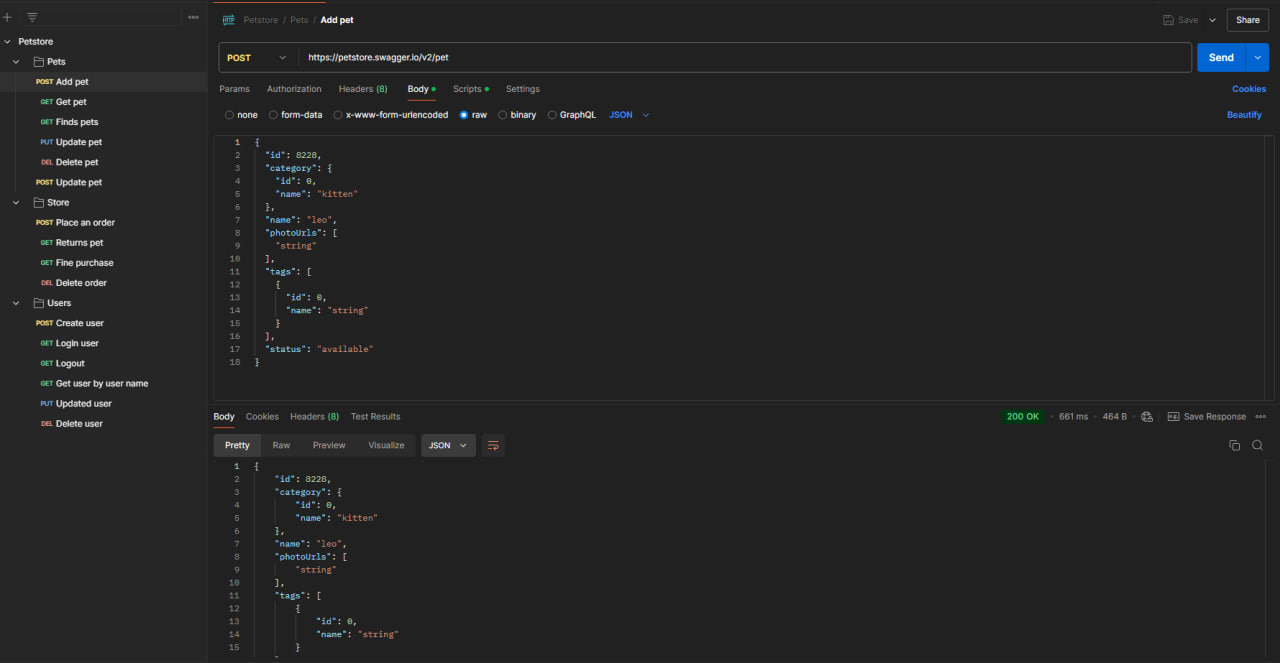 Petstore
Pets
POST Add pet
GET Get pet
GET Finds pets
PUT Update pet
DEL Delete pet
POST Update pet
Store
POST Place an order
GET Returns pet
GET Fine purchase
DEL Delete order
Users
POST Create user
GET Login user
GET Logout
GET Get user by user name
PUT Updated user
DEL Delete user
HTTP Petstore / Pets / Add pet
Save Share
POST https://petstore.swagger.io/v2/pet Send
Params Authorization Headers (8) Body Scripts Settings Cookies
none form-data x-www-form-urlencoded raw binary GraphQL JSON Beautify
1 {
2 "id": 8228,
3 "category": {
4 "id": 0,
5 "name": "kitten"
6 },
7 "name": "leo",
8 "photoUrls": [
9 "string"
10 ],
11 "tags": [
12 {
13 "id": 0,
14 "name": "string"
15 }
16 ],
17 "status": "available"
18 }
Body Cookies Headers (8) Test Results 200 OK 661 ms 464 B Save Response
Pretty Raw Preview Visualize JSON
1 {
2 "id": 8228,
3 "category": {
4 "id": 0,
5 "name": "kitten"
6 },
7 "name": "leo",
8 "photoUrls": [
9 "string"
10 ],
11 "tags": [
12 {
13 "id": 0,
14 "name": "string"
15 }